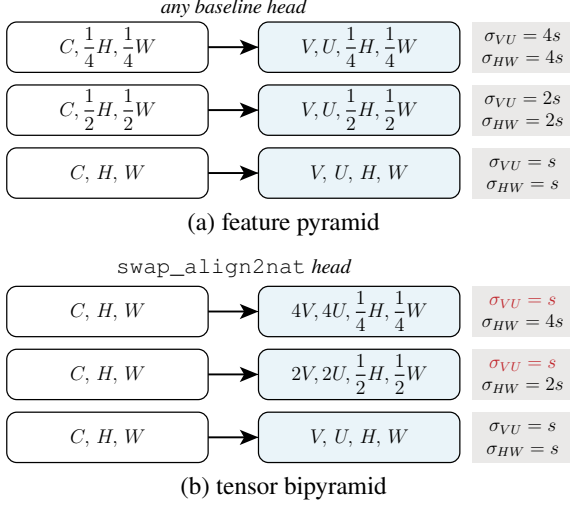 any baseline head
C, 1/4 H, 1/4 W
V, U, 1/4 H, 1/4 W
σ_VU = 4s
σ_HW = 4s
C, 1/2 H, 1/2 W
V, U, 1/2 H, 1/2 W
σ_VU = 2s
σ_HW = 2s
C, H, W
V, U, H, W
σ_VU = s
σ_HW = s
(a) feature pyramid
swap_align2nat head
C, H, W
4V, 4U, 1/4 H, 1/4 W
σ_VU = s
σ_HW = 4s
C, H, W
2V, 2U, 1/2 H, 1/2 W
σ_VU = s
σ_HW = 2s
C, H, W
V, U, H, W
σ_VU = s
σ_HW = s
(b) tensor bipyramid